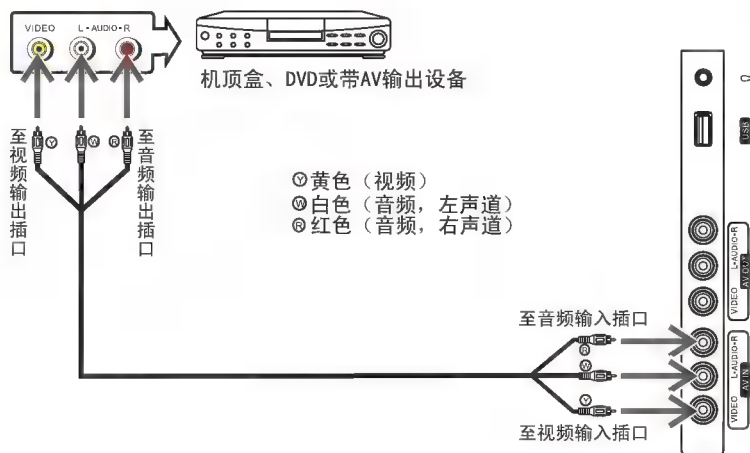 VIDEO L-AUDIO-R
机顶盒、DVD或带AV输出设备
至视频输出插口
Ⓨ Ⓦ Ⓡ
至音频输出插口
Ⓨ黄色（视频）
Ⓦ白色（音频，左声道）
Ⓡ红色（音频，右声道）
USB
L-AUDIO-R
VIDEO
AV OUT
至音频输入插口
Ⓡ
Ⓦ
Ⓨ
至视频输入插口
L-AUDIO-R
VIDEO
AV IN